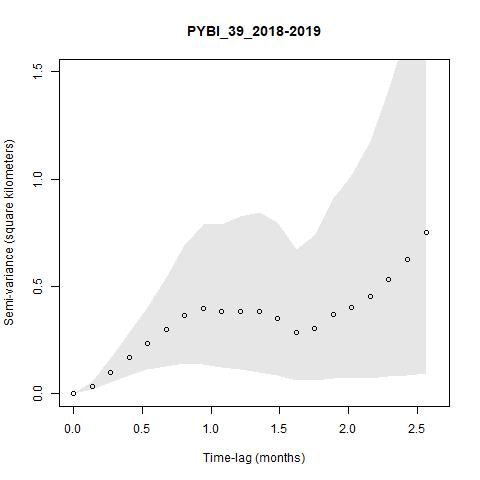 PYBI_39_2018-2019
Semi-variance (square kilometers)
1.5
1.0
0.5
0.0
0.0 0.5 1.0 1.5 2.0 2.5
Time-lag (months)